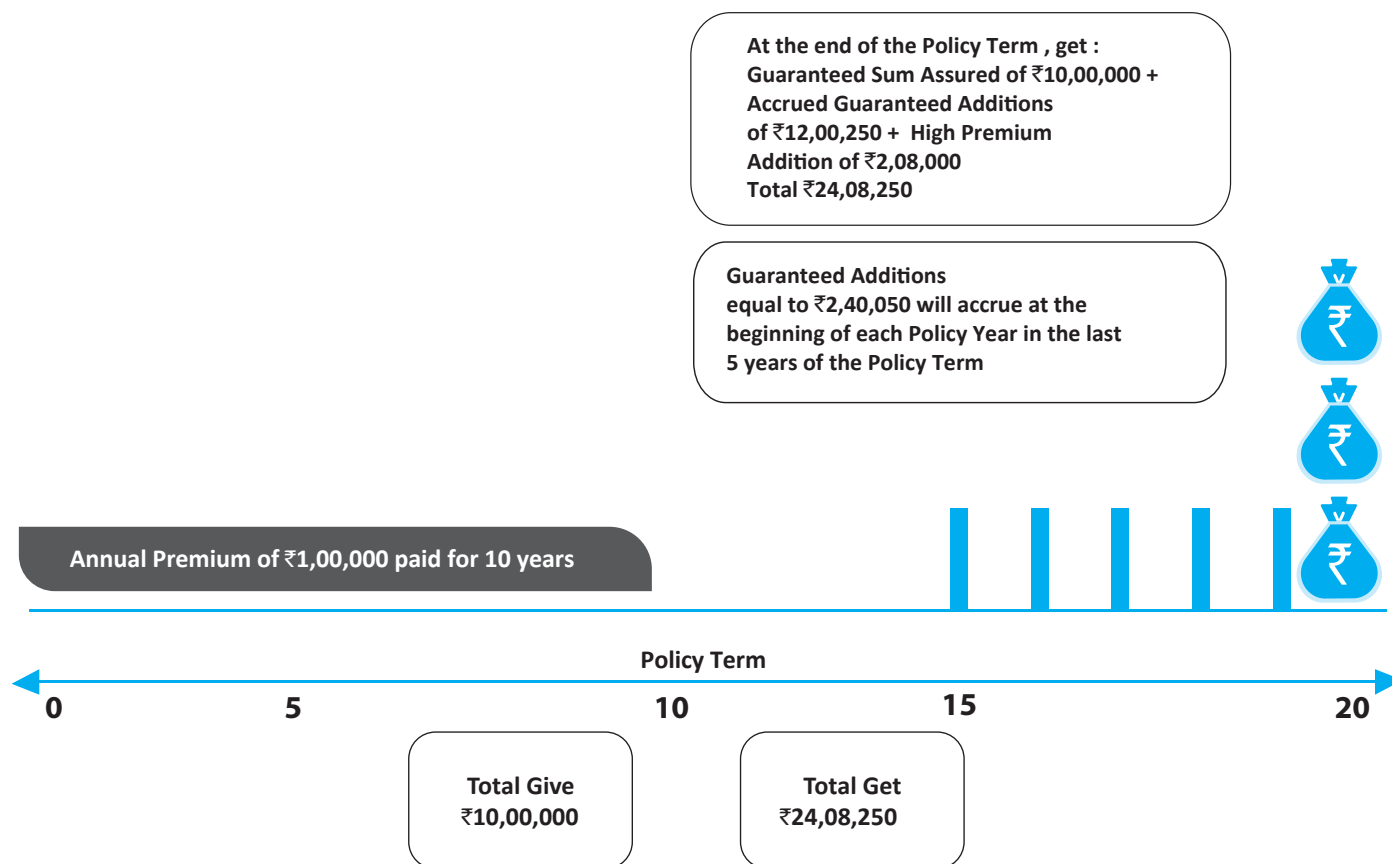 At the end of the Policy Term , get :
Guaranteed Sum Assured of ₹10,00,000 +
Accrued Guaranteed Additions
of ₹12,00,250 + High Premium
Addition of ₹2,08,000
Total ₹24,08,250
Guaranteed Additions
equal to ₹2,40,050 will accrue at the
beginning of each Policy Year in the last
5 years of the Policy Term
₹
₹
₹
Annual Premium of ₹1,00,000 paid for 10 years
Policy Term
0 5 10 15 20
Total Give
₹10,00,000
Total Get
₹24,08,250